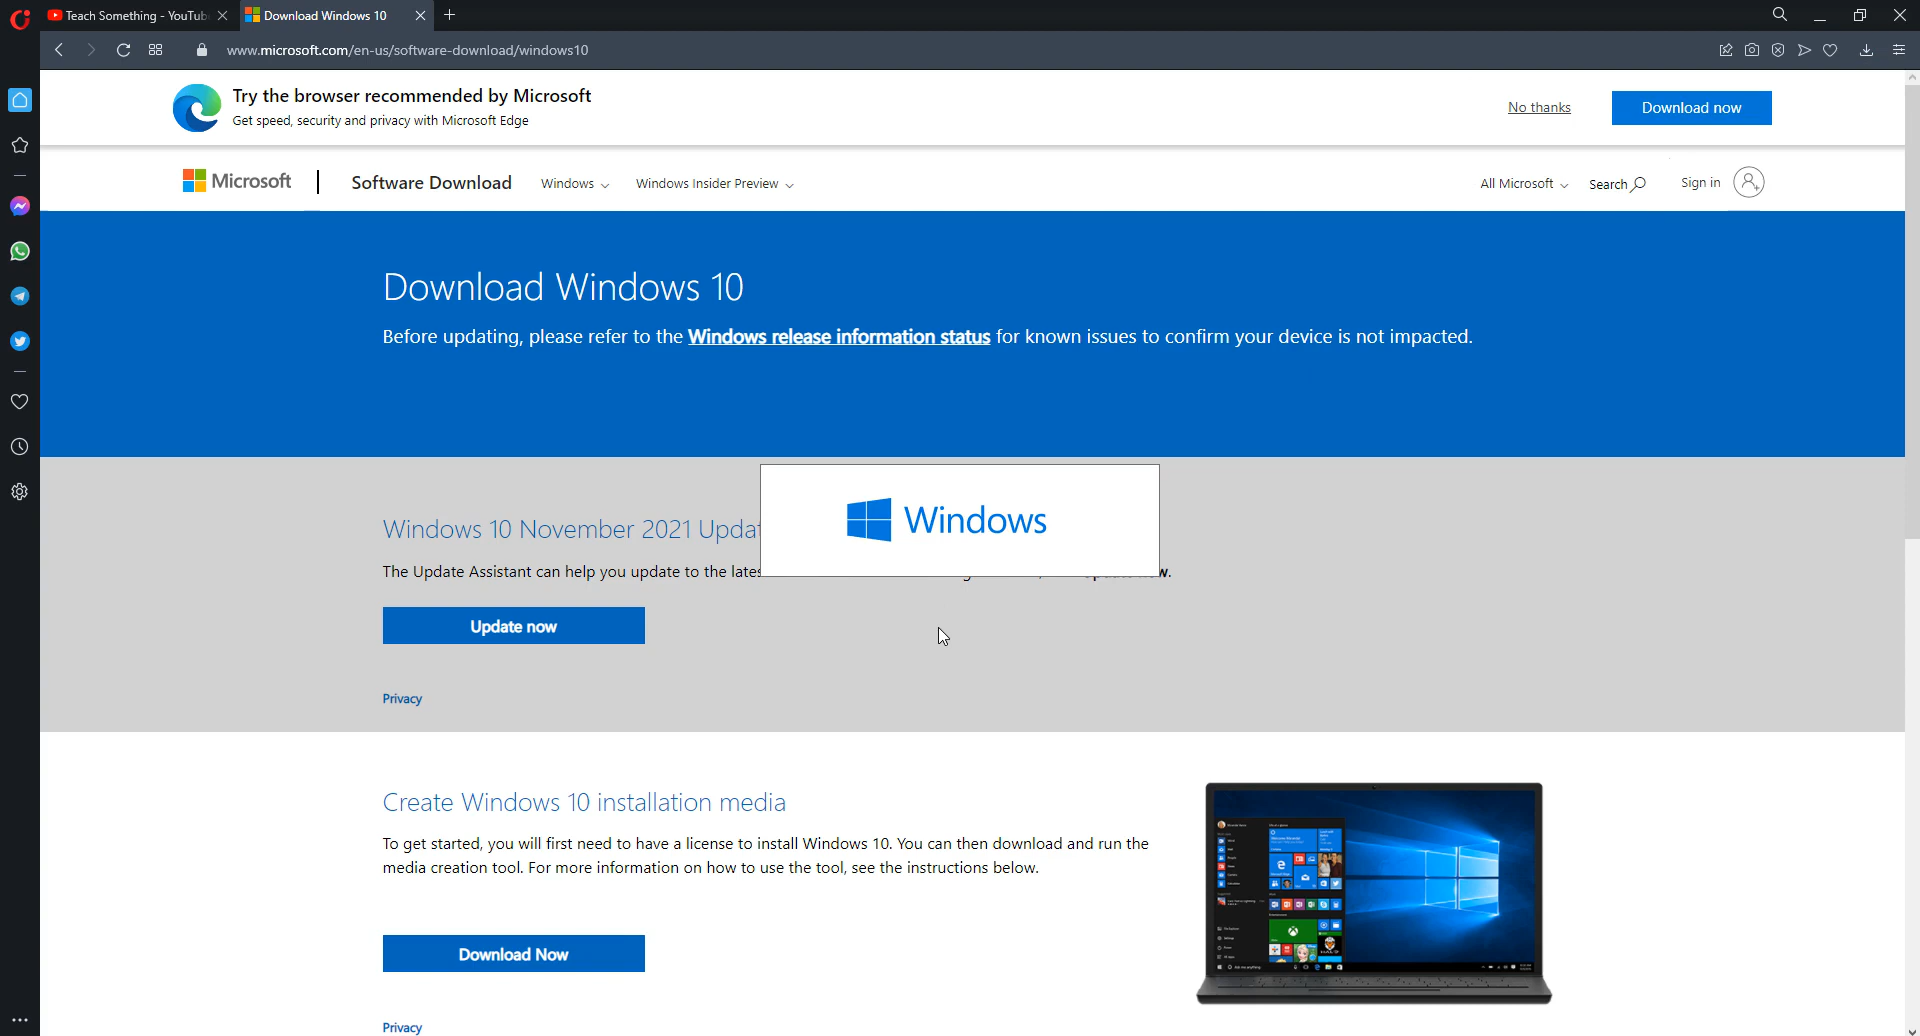 Teach Something - YouTub
Download Windows 10
www.microsoft.com/en-us/software-download/windows10
Try the browser recommended by Microsoft
Get speed, security and privacy with Microsoft Edge
No thanks
Download now
Microsoft
Software Download
Windows
Windows Insider Preview
All Microsoft
Search
Sign in
Download Windows 10
Before updating, please refer to the Windows release information status for known issues to confirm your device is not impacted.
Windows
Windows 10 November 2021 Updat
The Update Assistant can help you update to the lates
w.
Update now
Privacy
Create Windows 10 installation media
To get started, you will first need to have a license to install Windows 10. You can then download and run the
media creation tool. For more information on how to use the tool, see the instructions below.
Download Now
Privacy